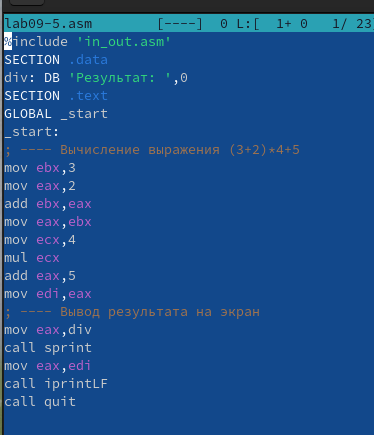 lab09-5.asm [----] 0 L:[ 1+ 0 1/ 23]
%include 'in_out.asm'
SECTION .data
div: DB 'Результат: ',0
SECTION .text
GLOBAL _start
_start:
; ---- Вычисление выражения (3+2)*4+5
mov ebx,3
mov eax,2
add ebx,eax
mov eax,ebx
mov ecx,4
mul ecx
add eax,5
mov edi,eax
; ---- Вывод результата на экран
mov eax,div
call sprint
mov eax,edi
call iprintLF
call quit